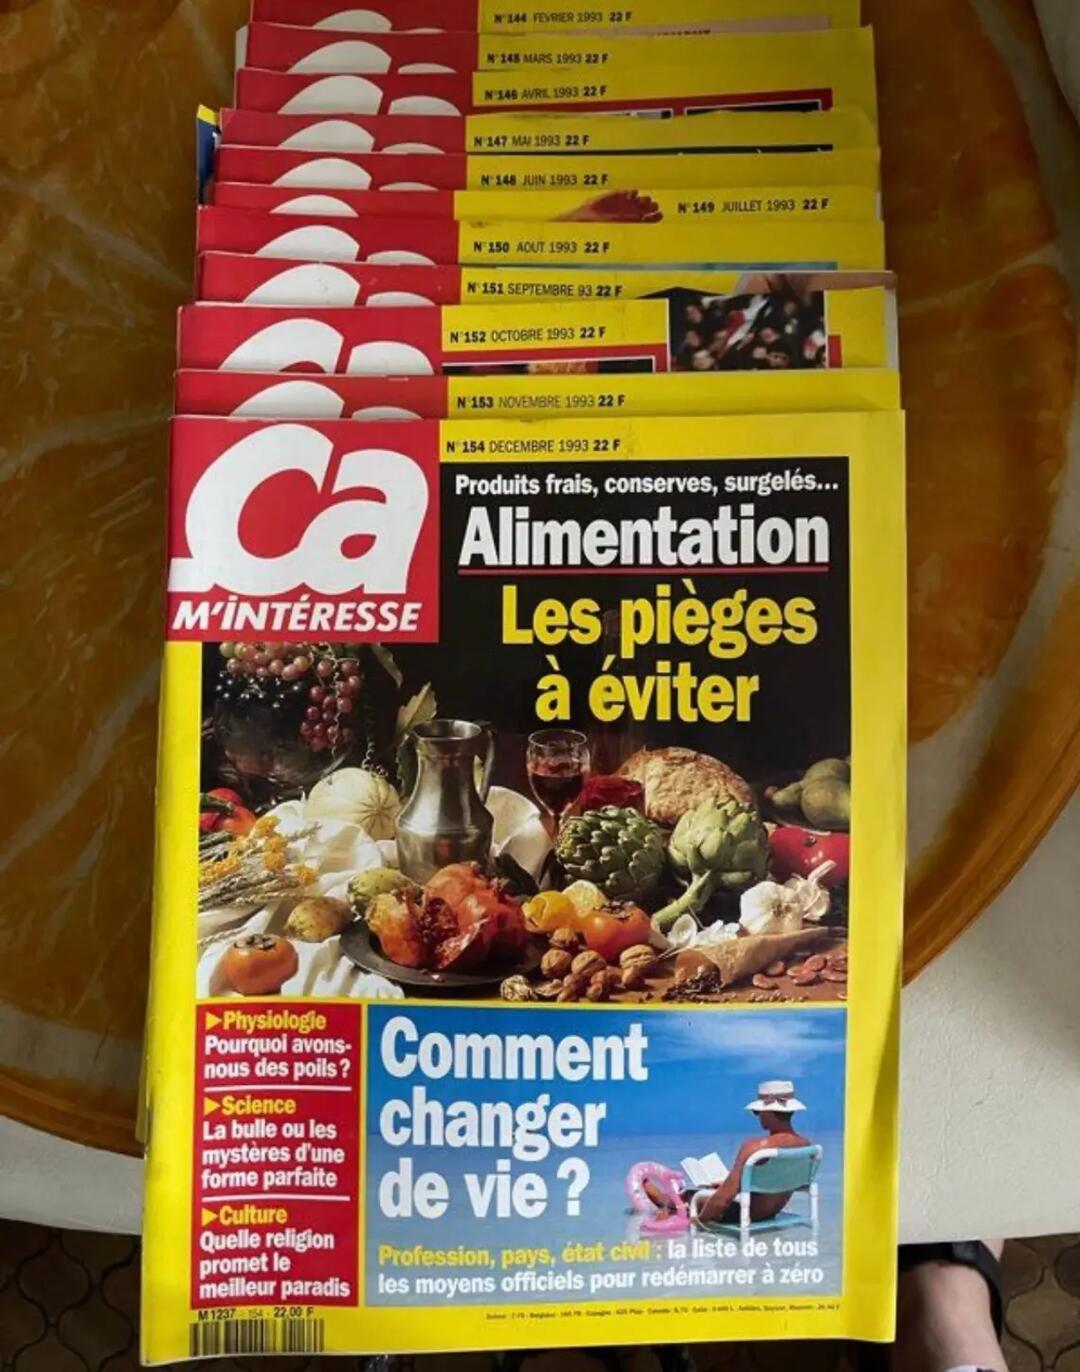 N°144 FEVRIER 1993 22 F
N°145 MARS 1993 22 F
N°146 AVRIL 1993 22 F
N°147 MAI 1993 22 F
N°148 JUIN 1993 22 F
N°149 JUILLET 1993 22 F
N°150 AOUT 1993 22 F
N°151 SEPTEMBRE 93 22 F
N°152 OCTOBRE 1993 22 F
N°153 NOVEMBRE 1993 22 F
N°154 DECEMBRE 1993 22 F
Ça
M'INTÉRESSE
Produits frais, conserves, surgelés...
Alimentation
Les pièges
à éviter
▶Physiologie
Pourquoi avons-
nous des poils ?
▶Science
La bulle ou les
mystères d'une
forme parfaite
▶Culture
Quelle religion
promet le
meilleur paradis
Comment
changer
de vie ?
Profession, pays, état civil : la liste de tous
les moyens officiels pour redémarrer à zéro
M 1237 - 154 - 22,00 F